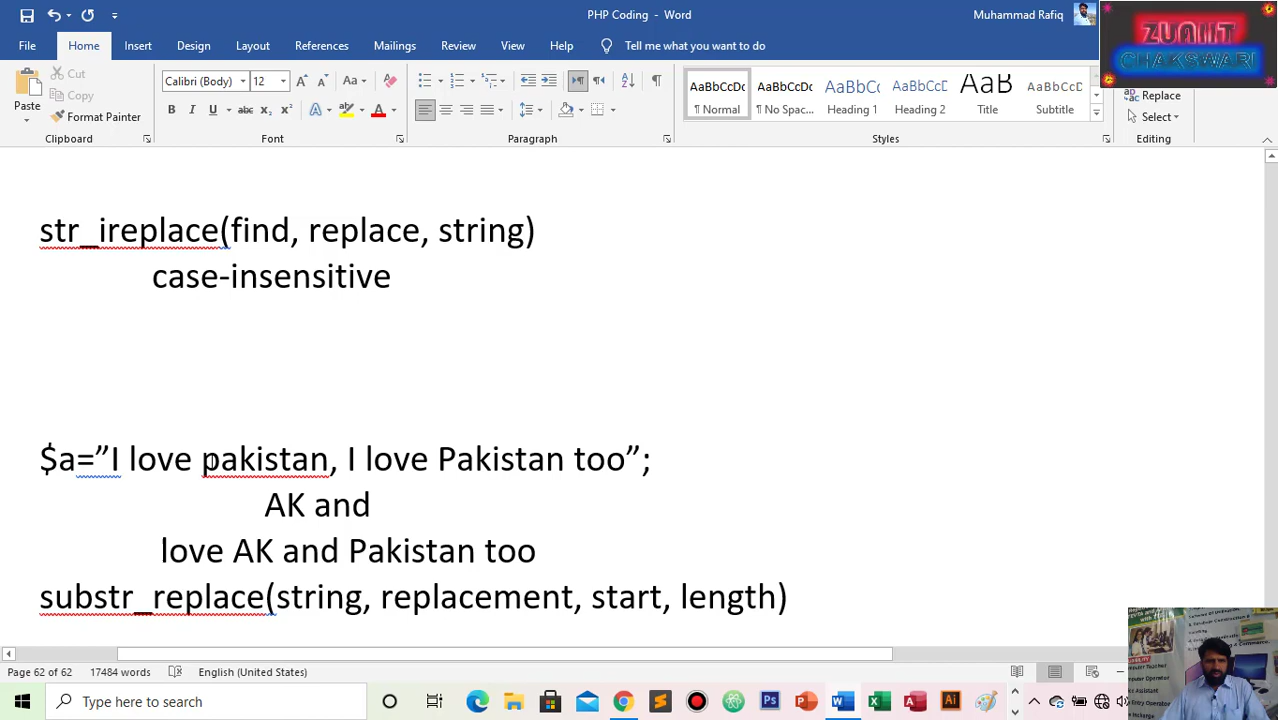 PHP Coding - Word
Muhammad Rafiq
ZUAIIT
CHAKSWARI
File Home Insert Design Layout References Mailings Review View Help Tell me what you want to do
Paste
Cut
Copy
Format Painter
Clipboard
Calibri (Body) 12
Font
Paragraph
AaBbCcDc AaBbCcDc AaBbCc AaBbCcD AaB AaBbCcD
¶ Normal ¶ No Spac... Heading 1 Heading 2 Title Subtitle
Styles
Replace
Select
Editing
str_ireplace(find, replace, string)
case-insensitive
$a=”I love pakistan, I love Pakistan too”;
AK and
love AK and Pakistan too
substr_replace(string, replacement, start, length)
Page 62 of 62 17484 words English (United States)
Type here to search